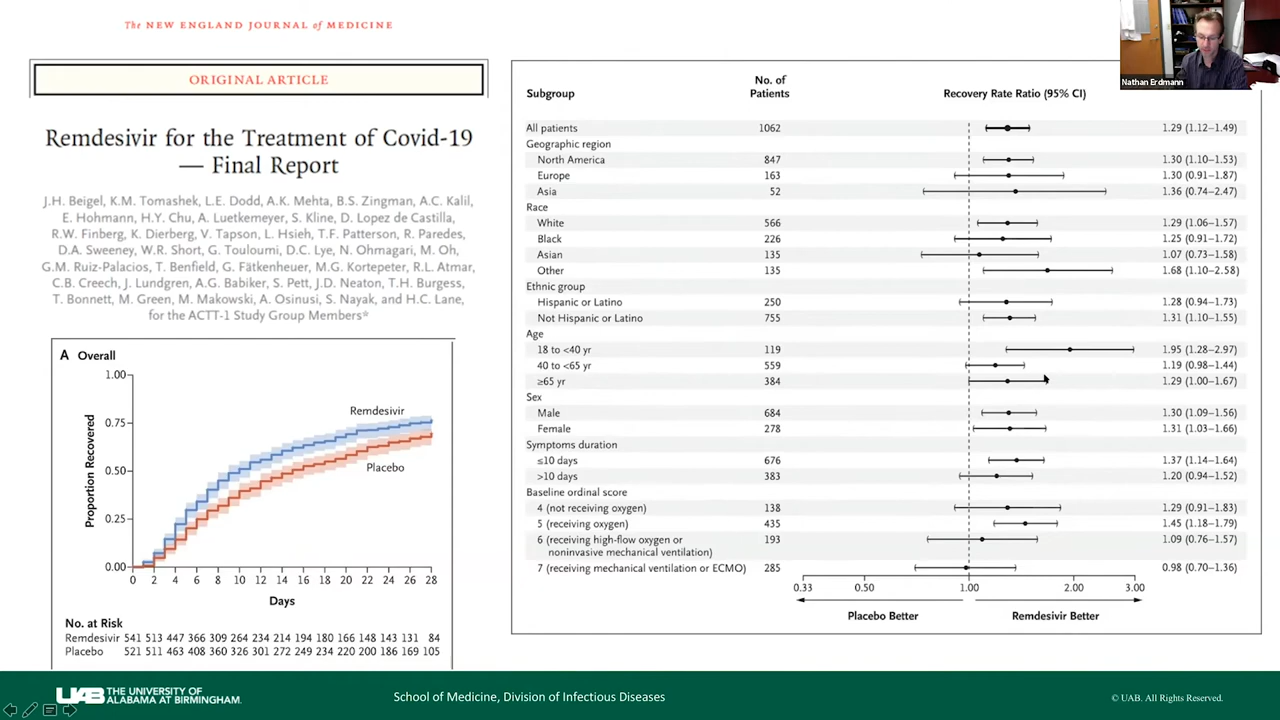 The NEW ENGLAND JOURNAL of MEDICINE
ORIGINAL ARTICLE
Remdesivir for the Treatment of Covid-19
— Final Report
J.H. Beigel, K.M. Tomashek, L.E. Dodd, A.K. Mehta, B.S. Zingman, A.C. Kalil,
E. Hohmann, H.Y. Chu, A. Luetkemeyer, S. Kline, D. Lopez de Castilla,
R.W. Finberg, K. Dierberg, V. Tapson, L. Hsieh, T.F. Patterson, R. Paredes,
D.A. Sweeney, W.R. Short, G. Touloumi, D.C. Lye, N. Ohmagari, M. Oh,
G.M. Ruiz-Palacios, T. Benfield, G. Fätkenheuer, M.G. Kortepeter, R.L. Atmar,
C.B. Creech, J. Lundgren, A.G. Babiker, S. Pett, J.D. Neaton, T.H. Burgess,
T. Bonnett, M. Green, M. Makowski, A. Osinusi, S. Nayak, and H.C. Lane,
for the ACTT-1 Study Group Members*
A Overall
1.00
0.75
0.50
0.25
0.00
Proportion Recovered
Remdesivir
Placebo
0 2 4 6 8 10 12 14 16 18 20 22 24 26 28
Days
No. at Risk
Remdesivir 541 513 447 366 309 264 234 214 194 180 166 148 143 131 84
Placebo 521 511 463 408 360 326 301 272 249 234 220 200 186 169 105
Subgroup No. of Patients Recovery Rate Ratio (95% CI)
All patients 1062 1.29 (1.12–1.49)
Geographic region
North America 847 1.30 (1.10–1.53)
Europe 163 1.30 (0.91–1.87)
Asia 52 1.36 (0.74–2.47)
Race
White 566 1.29 (1.06–1.57)
Black 226 1.25 (0.91–1.72)
Asian 135 1.07 (0.73–1.58)
Other 135 1.68 (1.10–2.58)
Ethnic group
Hispanic or Latino 250 1.28 (0.94–1.73)
Not Hispanic or Latino 755 1.31 (1.10–1.55)
Age
18 to <40 yr 119 1.95 (1.28–2.97)
40 to <65 yr 559 1.19 (0.98–1.44)
≥65 yr 384 1.29 (1.00–1.67)
Sex
Male 684 1.30 (1.09–1.56)
Female 278 1.31 (1.03–1.66)
Symptoms duration
≤10 days 676 1.37 (1.14–1.64)
>10 days 383 1.20 (0.94–1.52)
Baseline ordinal score
4 (not receiving oxygen) 138 1.29 (0.91–1.83)
5 (receiving oxygen) 435 1.45 (1.18–1.79)
6 (receiving high-flow oxygen or 193 1.09 (0.76–1.57)
noninvasive mechanical ventilation)
7 (receiving mechanical ventilation or ECMO) 285 0.98 (0.70–1.36)
0.33 0.50 1.00 2.00 3.00
Placebo Better Remdesivir Better
Nathan Erdmann
UAB THE UNIVERSITY OF
ALABAMA AT BIRMINGHAM.
School of Medicine, Division of Infectious Diseases
© UAB. All Rights Reserved.